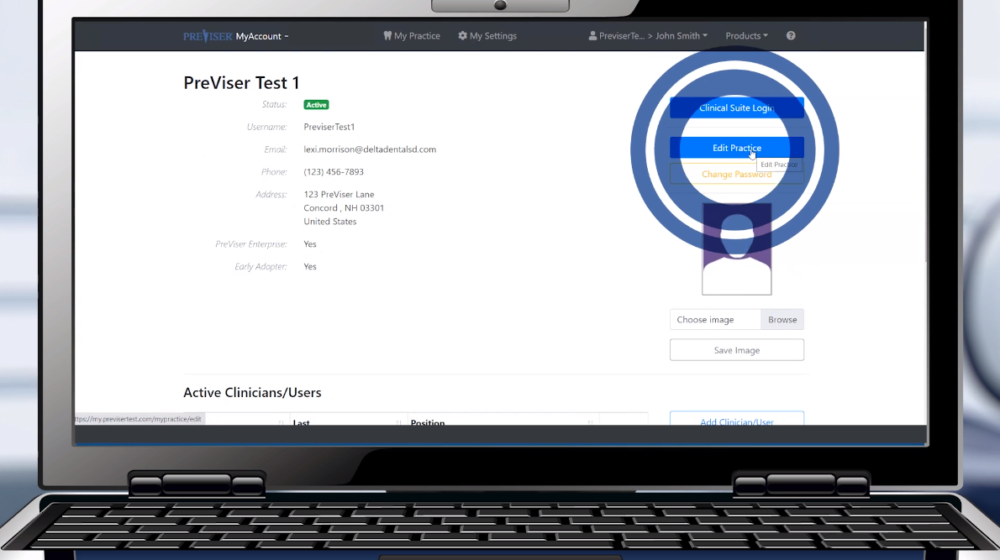 PREVISER MyAccount
My Practice
My Settings
PreviserTe... > John Smith
Products
?
PreViser Test 1
Status: Active
Username: PreviserTest1
Email: lexi.morrison@deltadentalsd.com
Phone: (123) 456-7893
Address: 123 PreViser Lane
Concord , NH 03301
United States
PreViser Enterprise: Yes
Early Adopter: Yes
Clinical Suite Login
Edit Practice
Edit Practice
Change Password
Choose image Browse
Save Image
Active Clinicians/Users
Last Position
Add Clinician/User
ttps://my.previsertest.com/mypractice/edit